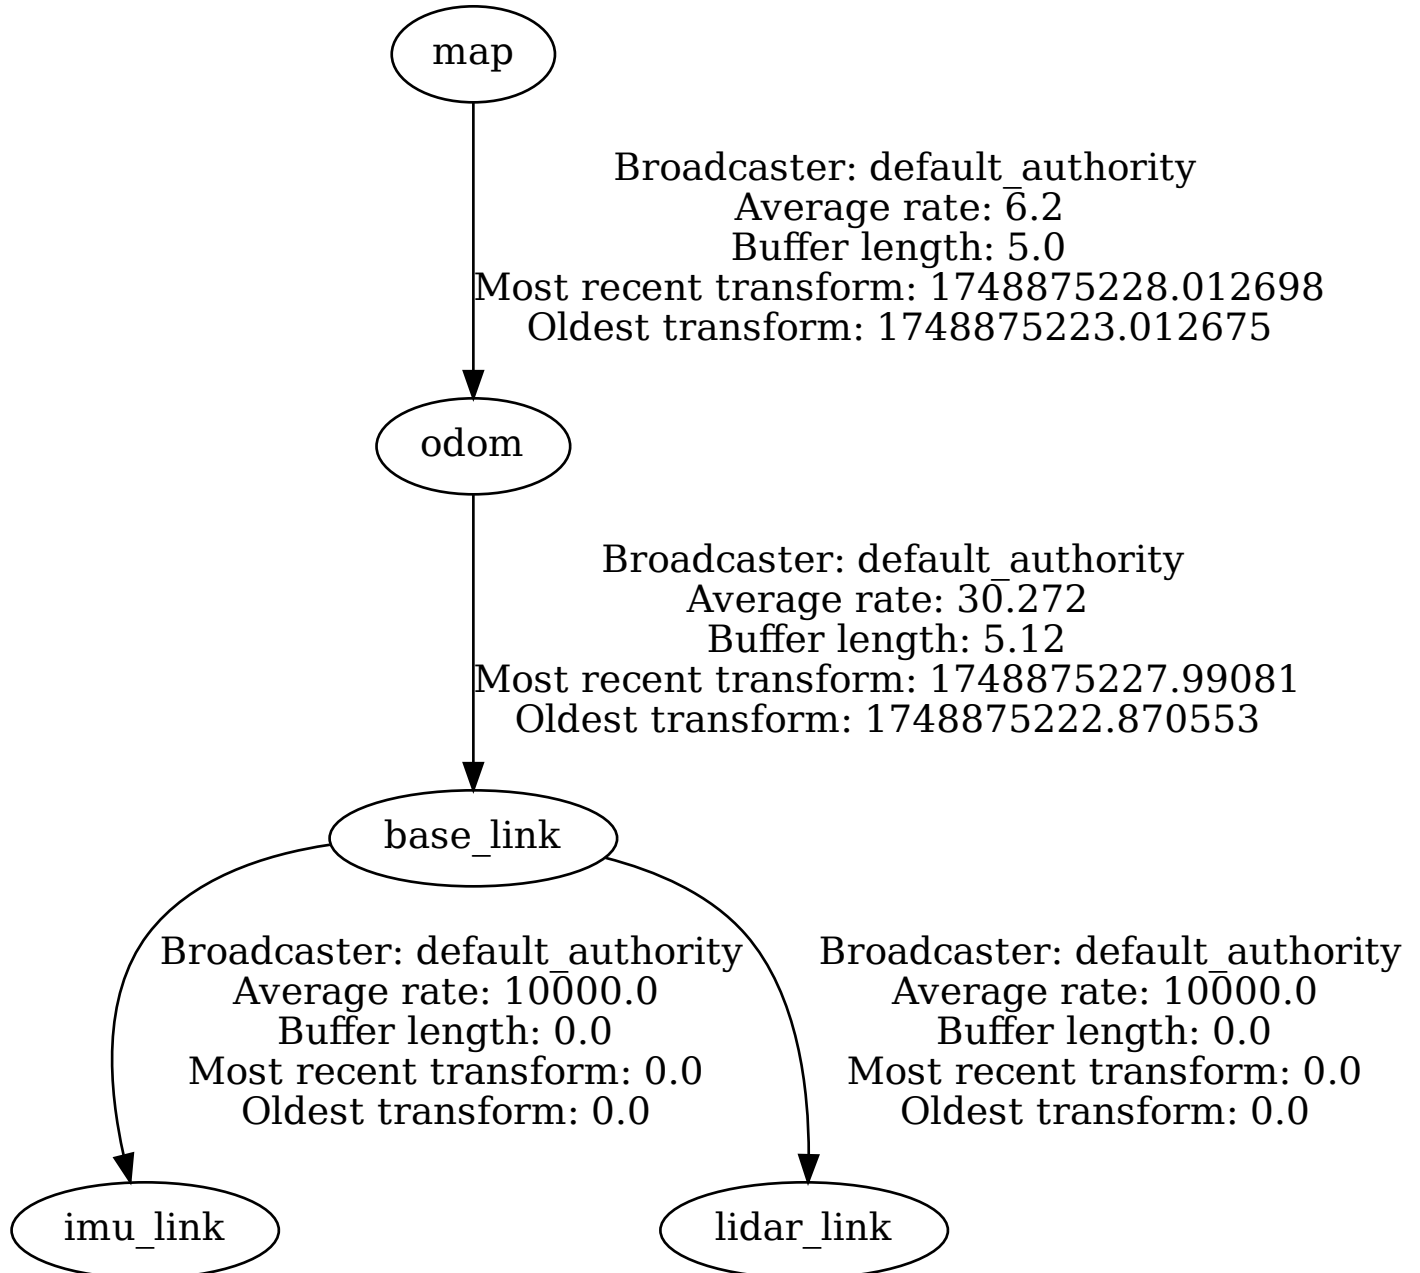 map
Broadcaster: default_authority
Average rate: 6.2
Buffer length: 5.0
Most recent transform: 1748875228.012698
Oldest transform: 1748875223.012675
odom
Broadcaster: default_authority
Average rate: 30.272
Buffer length: 5.12
Most recent transform: 1748875227.99081
Oldest transform: 1748875222.870553
base_link
Broadcaster: default_authority
Average rate: 10000.0
Buffer length: 0.0
Most recent transform: 0.0
Oldest transform: 0.0
Broadcaster: default_authority
Average rate: 10000.0
Buffer length: 0.0
Most recent transform: 0.0
Oldest transform: 0.0
imu_link
lidar_link